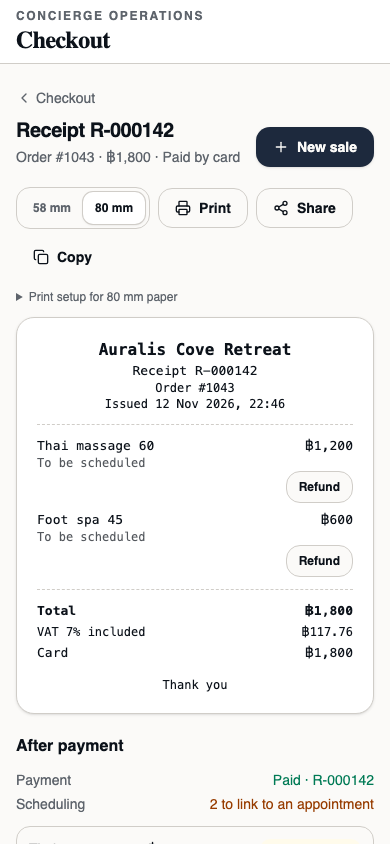 CONCIERGE OPERATIONS
Checkout
Checkout
Receipt R-000142
Order #1043 · ฿1,800 · Paid by card
New sale
58 mm
80 mm
Print
Share
Copy
Print setup for 80 mm paper
Auralis Cove Retreat
Receipt R-000142
Order #1043
Issued 12 Nov 2026, 22:46
Thai massage 60 ฿1,200
To be scheduled
Refund
Foot spa 45 ฿600
To be scheduled
Refund
Total ฿1,800
VAT 7% included ฿117.76
Card ฿1,800
Thank you
After payment
Payment Paid · R-000142
Scheduling 2 to link to an appointment